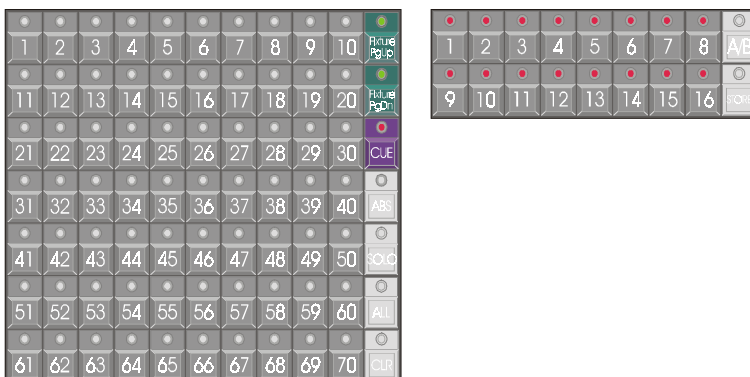 1 2 3 4 5 6 7 8 9 10 Fixture PgUp
11 12 13 14 15 16 17 18 19 20 Fixture PgDn
21 22 23 24 25 26 27 28 29 30 CUE
31 32 33 34 35 36 37 38 39 40 ABS
41 42 43 44 45 46 47 48 49 50 SOLO
51 52 53 54 55 56 57 58 59 60 ALL
61 62 63 64 65 66 67 68 69 70 CLR
1 2 3 4 5 6 7 8 A/B
9 10 11 12 13 14 15 16 STORE